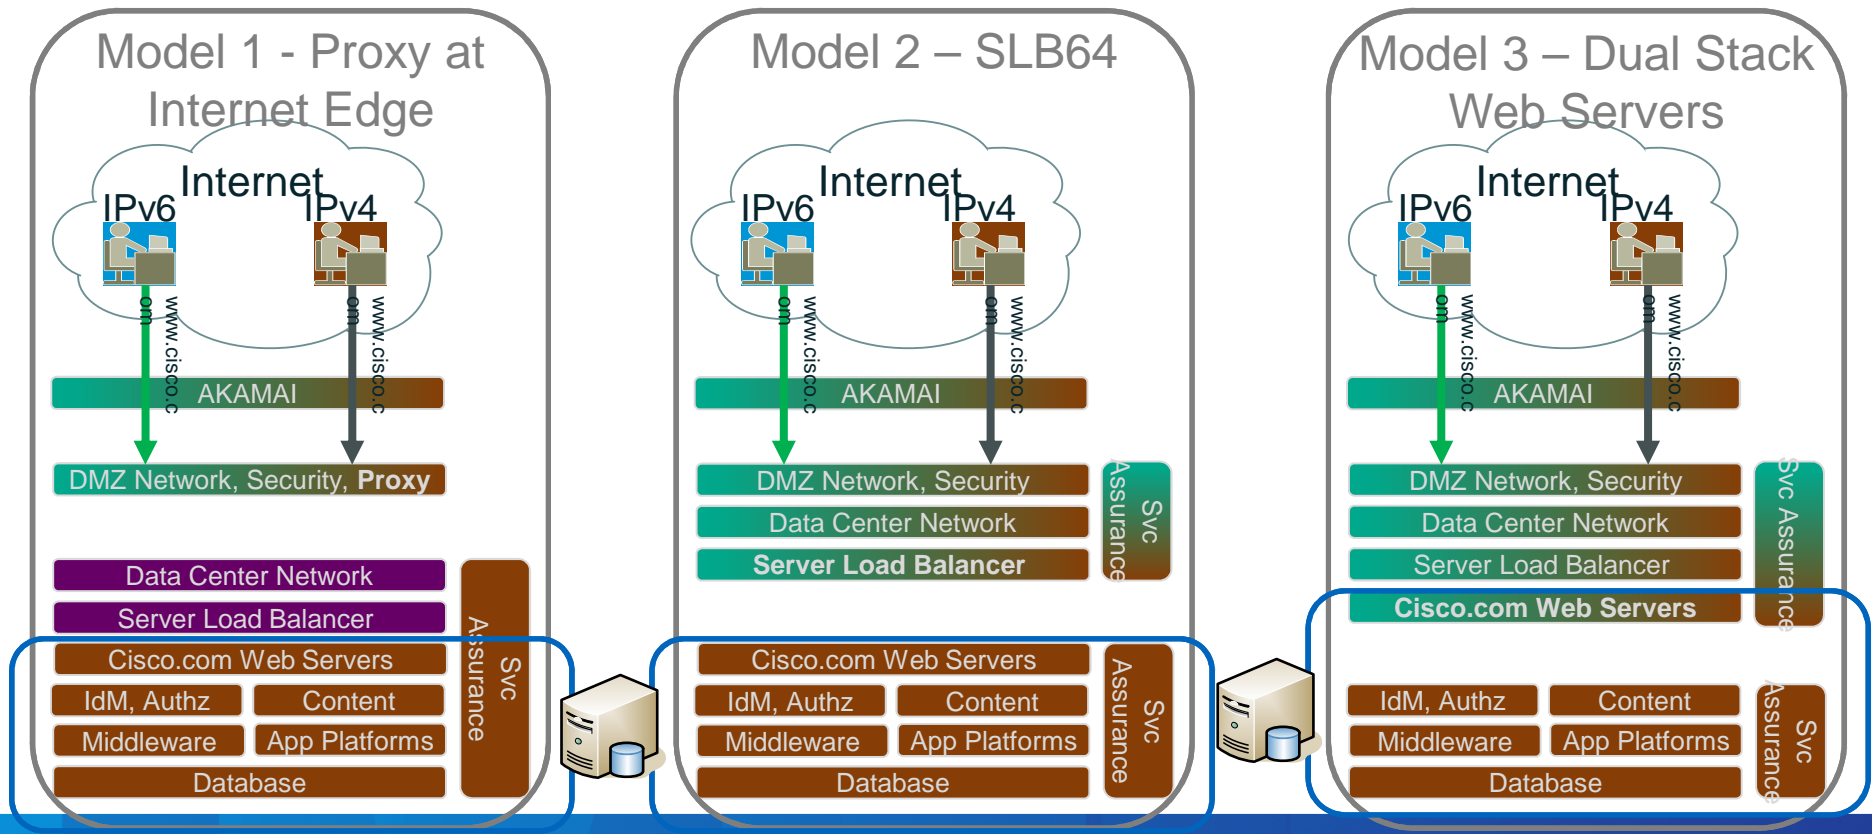 Model 1 - Proxy at
Internet Edge
Internet
IPv6
IPv4
www.cisco.c
om
www.cisco.c
om
AKAMAI
DMZ Network, Security, Proxy
Data Center Network
Server Load Balancer
Cisco.com Web Servers
IdM, Authz
Content
Middleware
App Platforms
Database
Svc
Assurance
Model 2 – SLB64
Internet
IPv6
IPv4
www.cisco.c
om
www.cisco.c
om
AKAMAI
DMZ Network, Security
Data Center Network
Server Load Balancer
Svc
Assurance
Cisco.com Web Servers
IdM, Authz
Content
Middleware
App Platforms
Database
Svc
Assurance
Model 3 – Dual Stack
Web Servers
Internet
IPv6
IPv4
www.cisco.c
om
www.cisco.c
om
AKAMAI
DMZ Network, Security
Data Center Network
Server Load Balancer
Cisco.com Web Servers
Svc Assurance
IdM, Authz
Content
Middleware
App Platforms
Database
Svc
Assurance